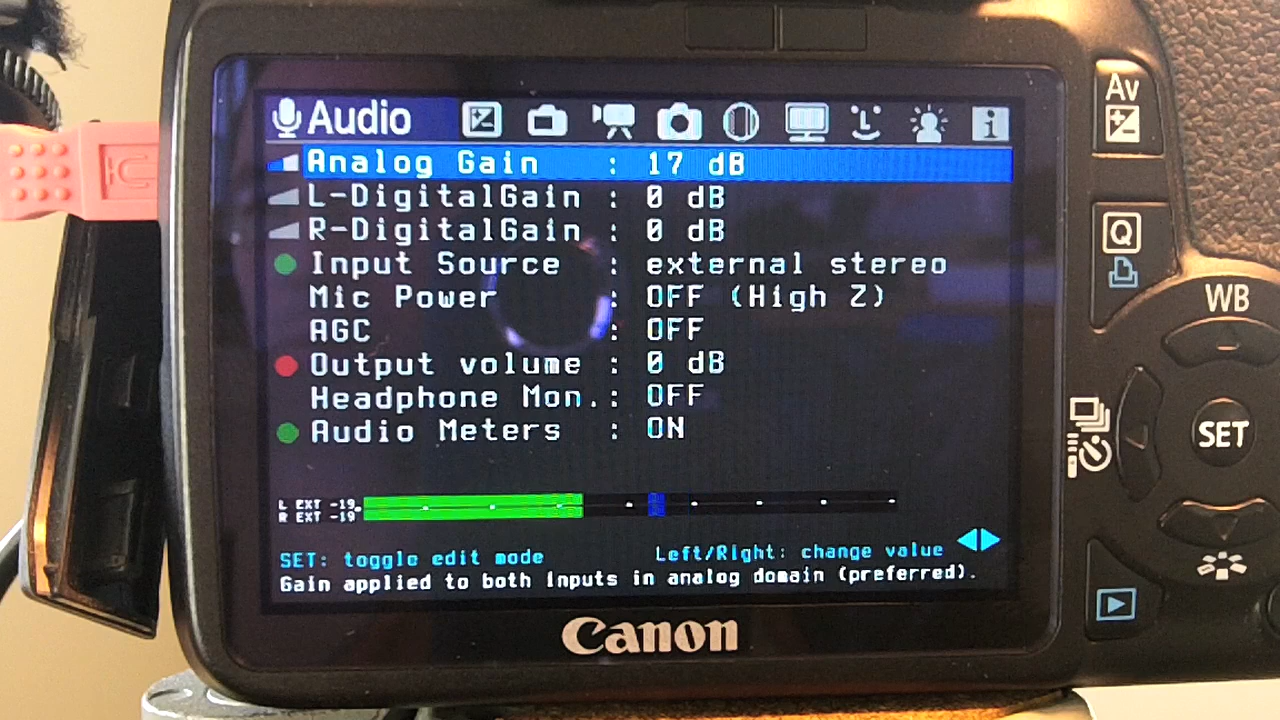 Audio
Analog Gain : 17 dB
L-DigitalGain : 0 dB
R-DigitalGain : 0 dB
Input Source : external stereo
Mic Power : OFF (High Z)
AGC : OFF
Output volume : 0 dB
Headphone Mon.: OFF
Audio Meters : ON
L EXT -19
R EXT -19
SET: toggle edit mode Left/Right: change value
Gain applied to both inputs in analog domain (preferred).
Canon
Av
Q
WB
SET